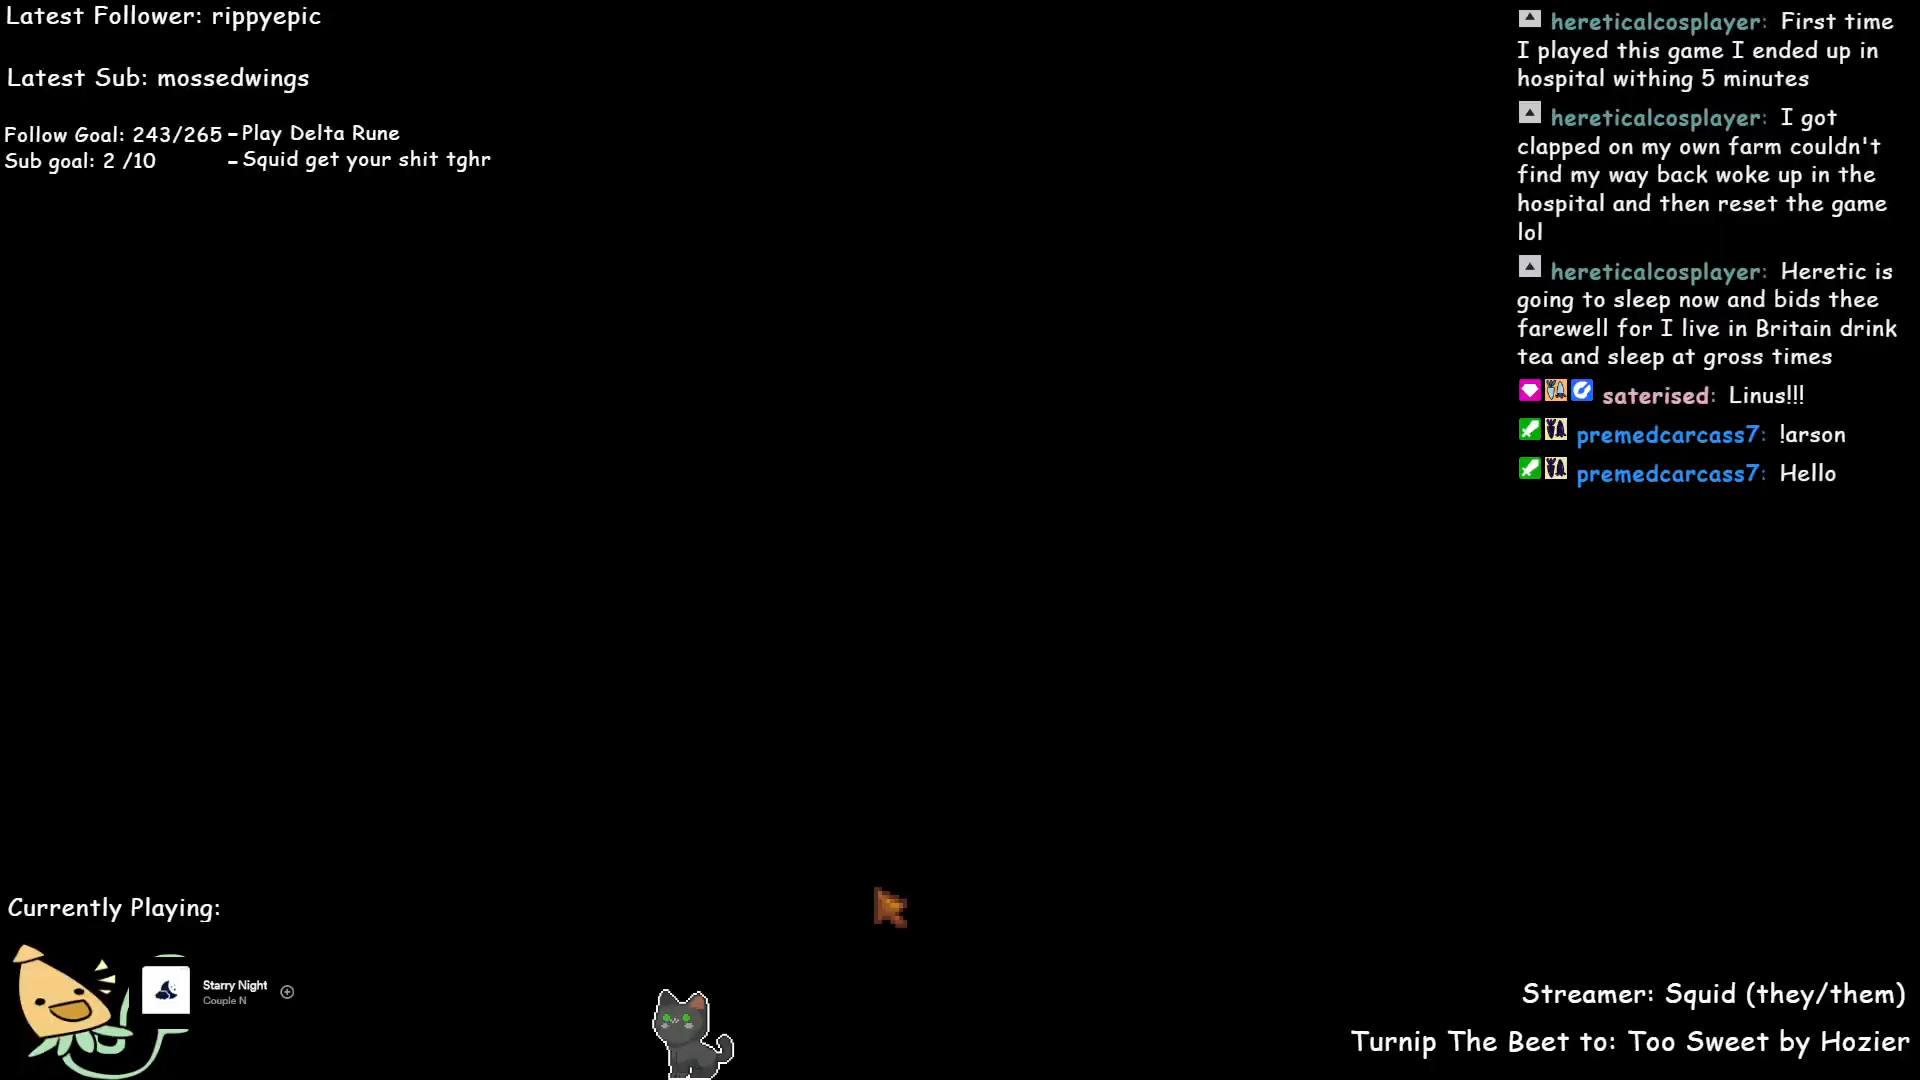 Latest Follower: rippyepic
Latest Sub: mossedwings
Follow Goal: 243/265 - Play Delta Rune
Sub goal: 2 /10 - Squid get your shit tghr
hereticalcosplayer: First time
I played this game I ended up in
hospital withing 5 minutes
hereticalcosplayer: I got
clapped on my own farm couldn't
find my way back woke up in the
hospital and then reset the game
lol
hereticalcosplayer: Heretic is
going to sleep now and bids thee
farewell for I live in Britain drink
tea and sleep at gross times
saterised: Linus!!!
premedcarcass7: !arson
premedcarcass7: Hello
Currently Playing:
Starry Night
Couple N
Streamer: Squid (they/them)
Turnip The Beet to: Too Sweet by Hozier